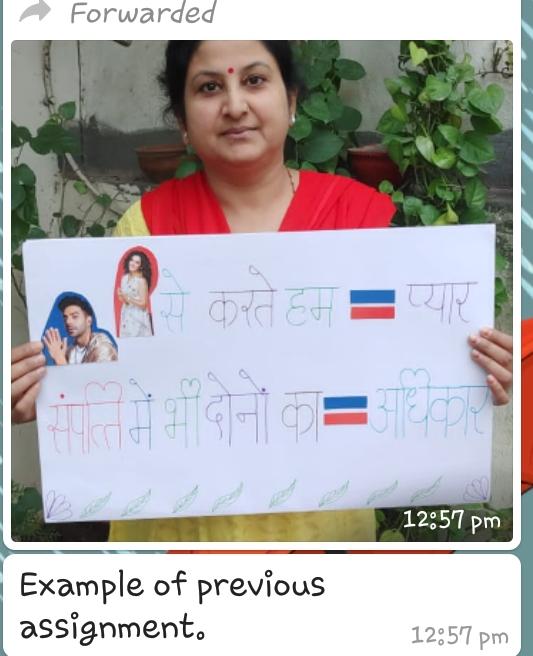 Forwarded
से करते हम = प्यार
संपत्ति में भी दोनों का = अधिकार
12:57 pm
Example of previous
assignment.
12:57 pm